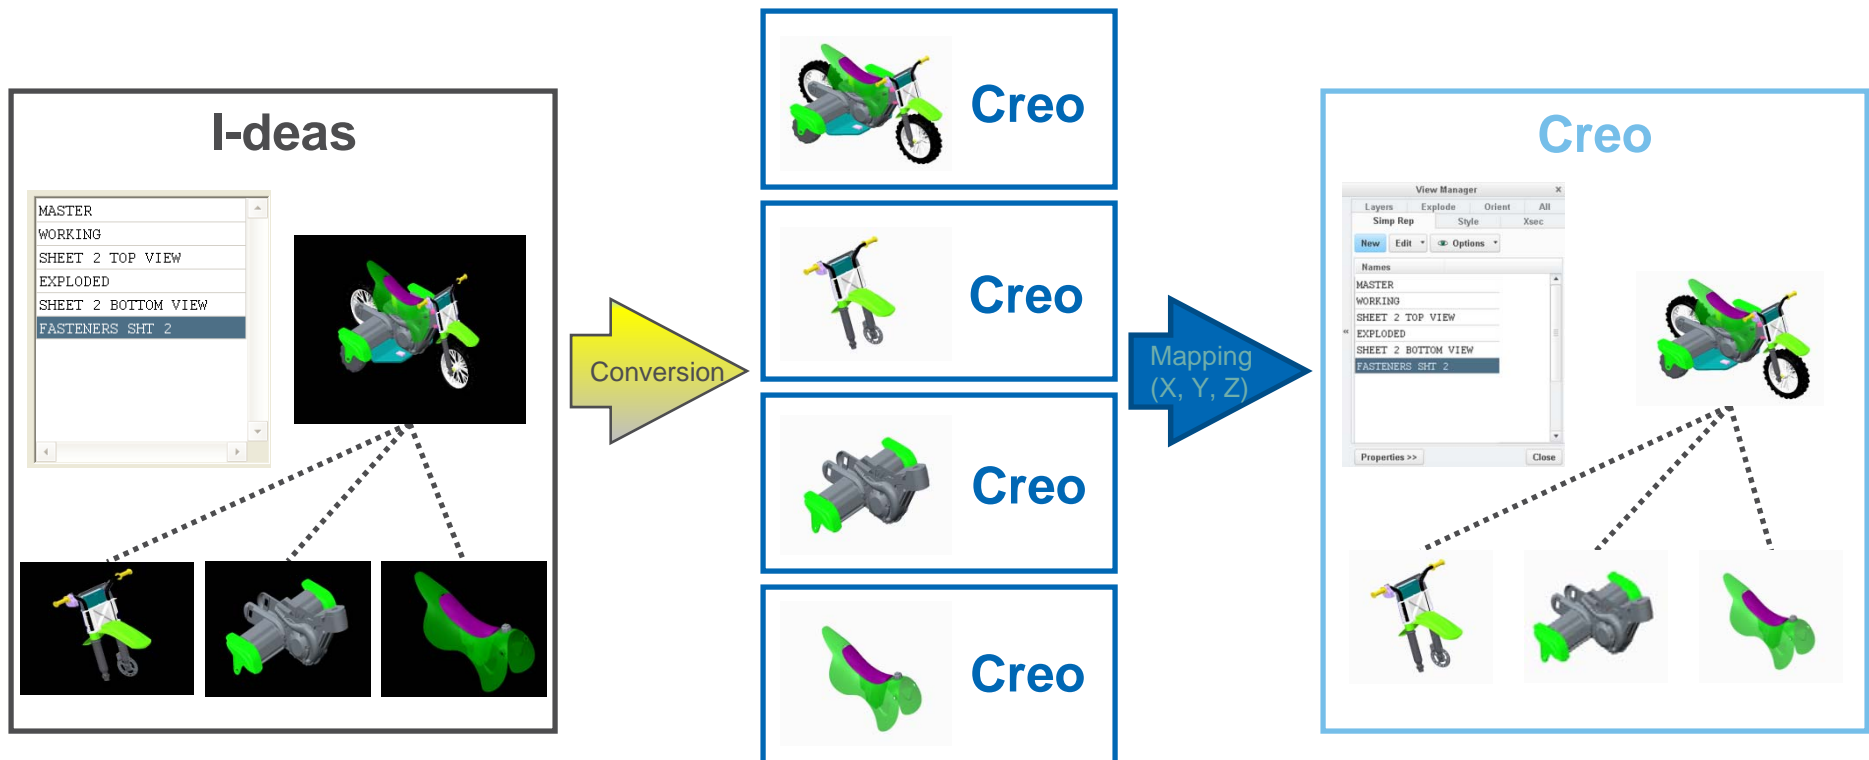 I-deas
MASTER
WORKING
SHEET 2 TOP VIEW
EXPLODED
SHEET 2 BOTTOM VIEW
FASTENERS SHT 2
Conversion
Creo
Creo
Creo
Creo
Mapping
(X, Y, Z)
Creo
View Manager
Layers Explode Orient All
Simp Rep Style Xsec
New Edit Options
Names
MASTER
WORKING
SHEET 2 TOP VIEW
EXPLODED
SHEET 2 BOTTOM VIEW
FASTENERS SHT 2
Properties >> Close